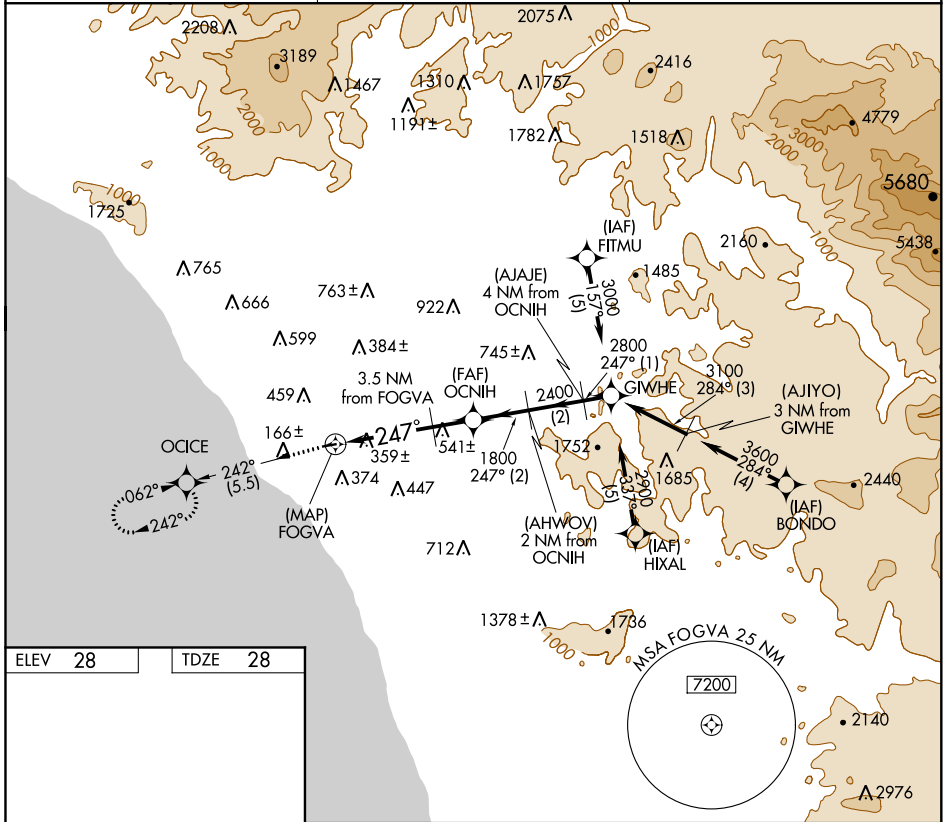 2208
3189
1467
1310
1191±
2075
1000
1757
2416
1782
1518
4779
3000
2000
1000
2000
1000
5680
5438
1000
1725
1000
2160
(IAF)
FITMU
1485
3000
157°
(5)
(AJAJE)
4 NM from
OCNIH
765
666
763±
922
599
384±
745±
2800
247° (1)
GIWHE
3100
284° (3)
(AJIYO)
3 NM from
GIWHE
3.5 NM
from FOGVA
(FAF)
OCNIH
2400
(2)
459
247°
1800
247° (2)
166±
359±
541±
1752
3600
284°
(4)
OCICE
242°
(5.5)
062°
242°
374
447
(MAP)
FOGVA
1685
2900
337°
(5)
2440
(IAF)
BONDO
(AHWOV)
2 NM from
OCNIH
(IAF)
HIXAL
712
1378±
1000
1736
MSA FOGVA 25 NM
7200
2140
2976
ELEV 28
TDZE 28